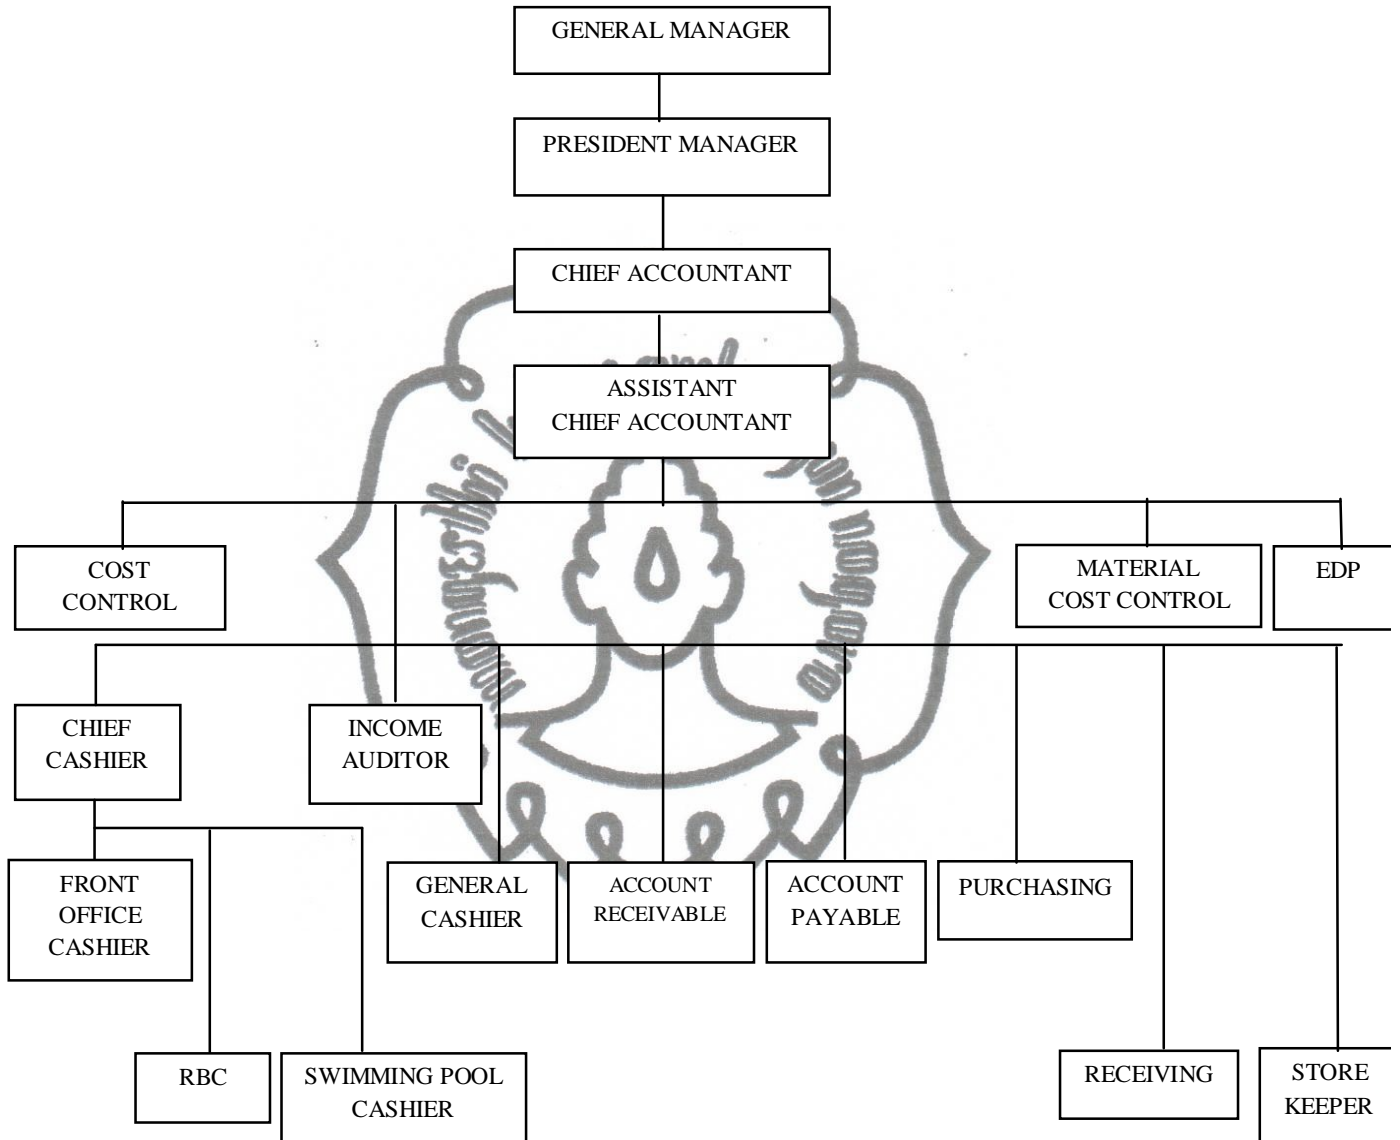 GENERAL MANAGER
PRESIDENT MANAGER
CHIEF ACCOUNTANT
ASSISTANT
CHIEF ACCOUNTANT
COST
CONTROL
MATERIAL
COST CONTROL
EDP
CHIEF
CASHIER
INCOME
AUDITOR
FRONT
OFFICE
CASHIER
GENERAL
CASHIER
ACCOUNT
RECEIVABLE
ACCOUNT
PAYABLE
PURCHASING
RBC
SWIMMING POOL
CASHIER
RECEIVING
STORE
KEEPER